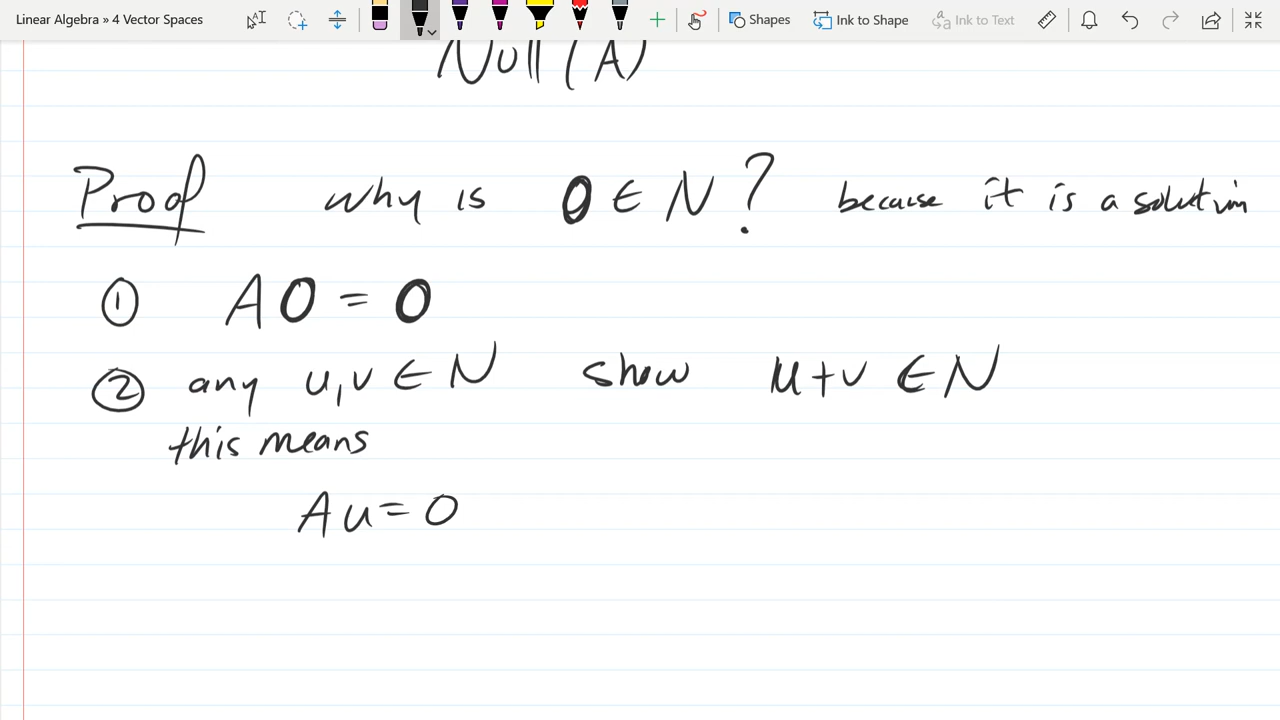 Linear Algebra » 4 Vector Spaces
Shapes
Ink to Shape
Ink to Text
Null(A)
Proof why is 0 ∈ N? because it is a solution
① A0 = 0
② any u, v ∈ N show u+v ∈ N
this means
Au = 0